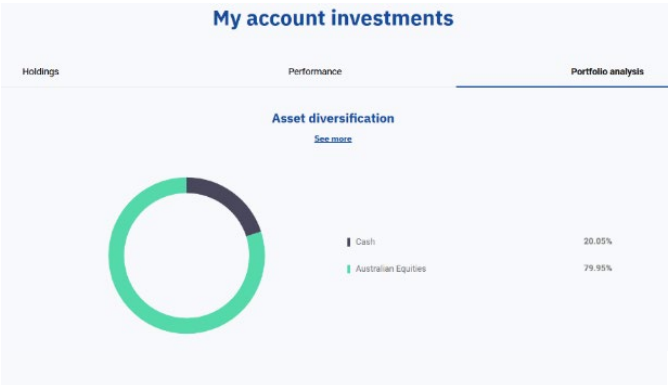 My account investments
Holdings Performance Portfolio analysis
Asset diversification
See more
Cash 20.05%
Australian Equities 79.95%